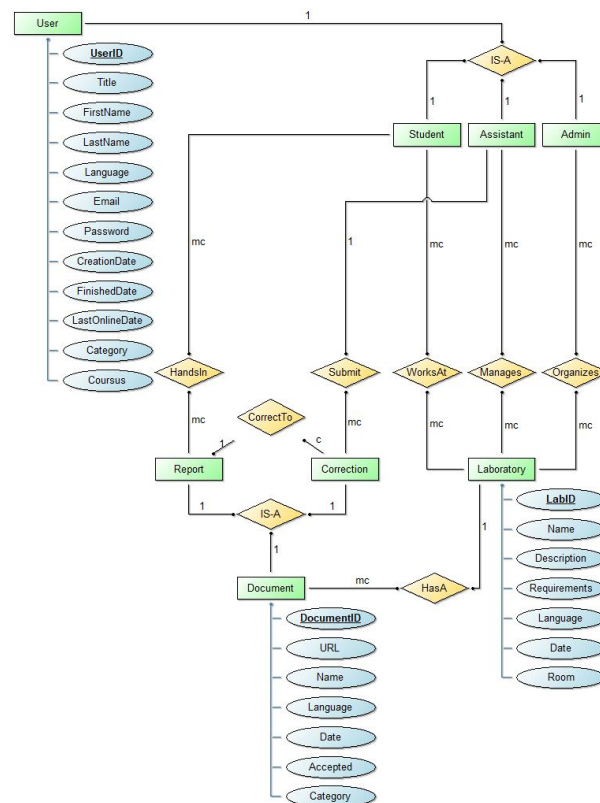 User
1
UserID
IS-A
Title
FirstName
1
1
1
Student
Assistant
Admin
LastName
Language
Email
Password
mc
1
mc
mc
mc
CreationDate
FinishedDate
LastOnlineDate
Category
HandsIn
Submit
WorksAt
Manages
Organizes
Coursus
mc
CorrectTo
mc
mc
mc
mc
1
c
Report
Correction
Laboratory
LabID
1
IS-A
1
1
Name
1
Description
mc
Document
HasA
Requirements
DocumentID
Language
URL
Date
Name
Room
Language
Date
Accepted
Category